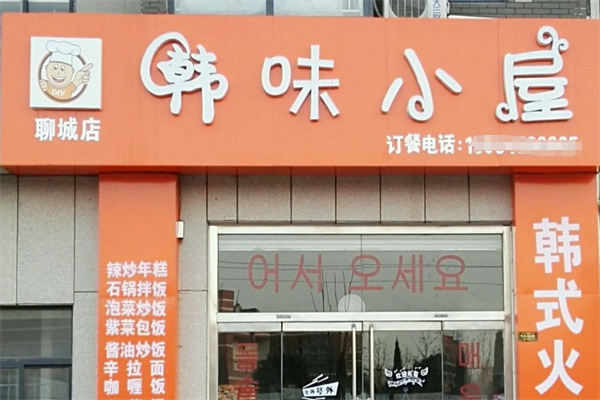 韩味小屋
DIY
聊城店
订餐电话:
어서 오세요
辣炒年糕
石锅拌饭
泡菜炒饭
紫菜包饭
酱油炒饭
辛拉面
咖喱饭
韩式火